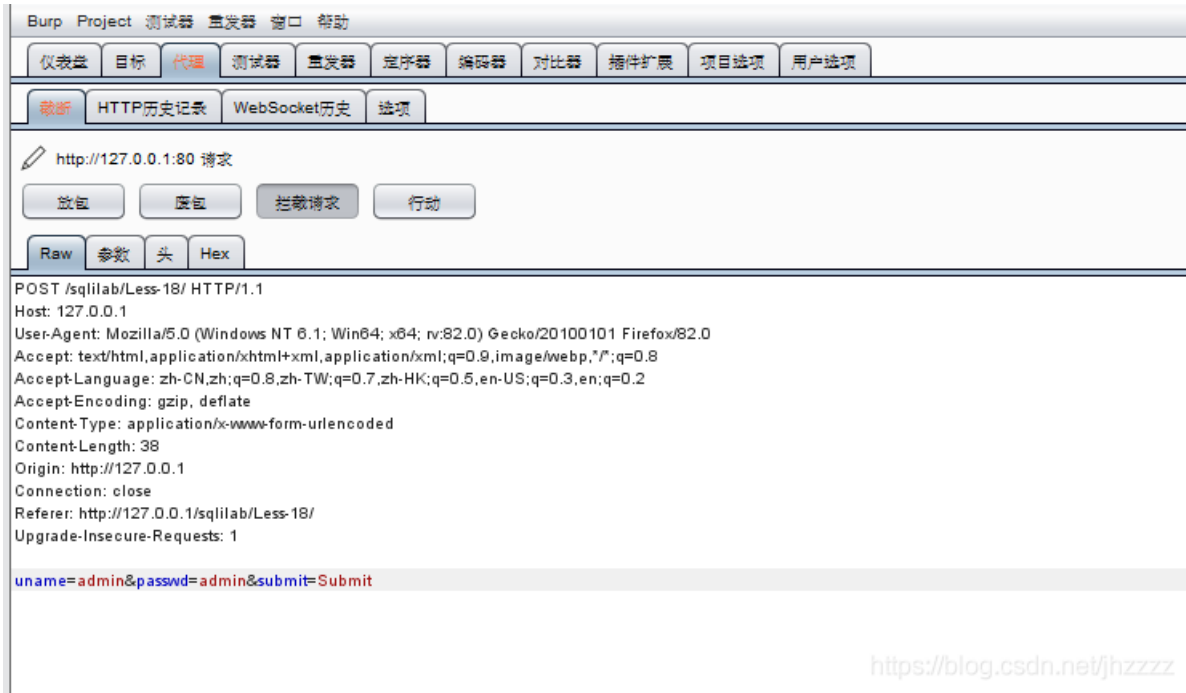 Burp Project 测试器 重发器 窗口 帮助
仪表盘 目标 代理 测试器 重发器 定序器 编码器 对比器 插件扩展 项目选项 用户选项
截断 HTTP历史记录 WebSocket历史 选项
http://127.0.0.1:80 请求
放包 废包 拦截请求 行动
Raw 参数 头 Hex
POST /sqlilab/Less-18/ HTTP/1.1
Host: 127.0.0.1
User-Agent: Mozilla/5.0 (Windows NT 6.1; Win64; x64; rv:82.0) Gecko/20100101 Firefox/82.0
Accept: text/html,application/xhtml+xml,application/xml;q=0.9,image/webp,*/*;q=0.8
Accept-Language: zh-CN,zh;q=0.8,zh-TW;q=0.7,zh-HK;q=0.5,en-US;q=0.3,en;q=0.2
Accept-Encoding: gzip, deflate
Content-Type: application/x-www-form-urlencoded
Content-Length: 38
Origin: http://127.0.0.1
Connection: close
Referer: http://127.0.0.1/sqlilab/Less-18/
Upgrade-Insecure-Requests: 1
uname=admin&passwd=admin&submit=Submit
https://blog.csdn.net/jhzzzz